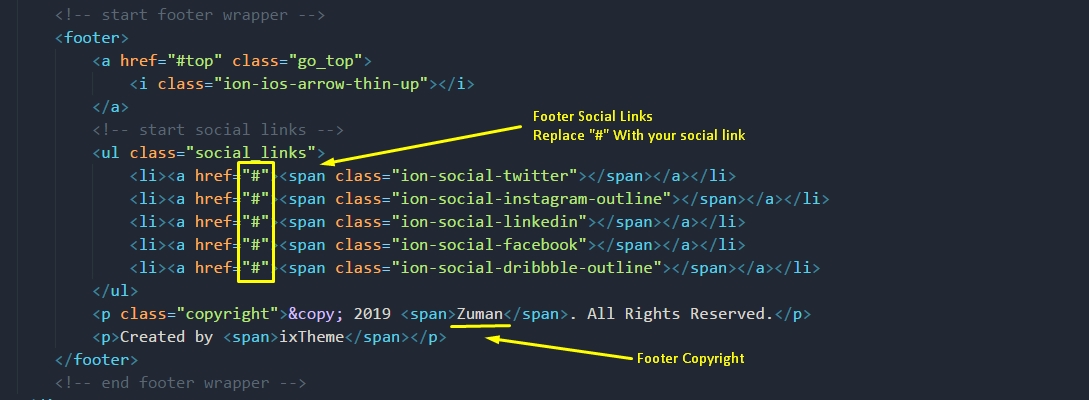 <!-- start footer wrapper -->
<footer>
<a href="#top" class="go_top">
<i class="ion-ios-arrow-thin-up"></i>
</a>
<!-- start social links -->
Footer Social Links
Replace "#" With your social link
<ul class="social_links">
<li><a href="#"><span class="ion-social-twitter"></span></a></li>
<li><a href="#"><span class="ion-social-instagram-outline"></span></a></li>
<li><a href="#"><span class="ion-social-linkedin"></span></a></li>
<li><a href="#"><span class="ion-social-facebook"></span></a></li>
<li><a href="#"><span class="ion-social-dribbble-outline"></span></a></li>
</ul>
<p class="copyright">&copy; 2019 <span>Zuman</span>. All Rights Reserved.</p>
<p>Created by <span>ixTheme</span></p>
Footer Copyright
</footer>
<!-- end footer wrapper -->